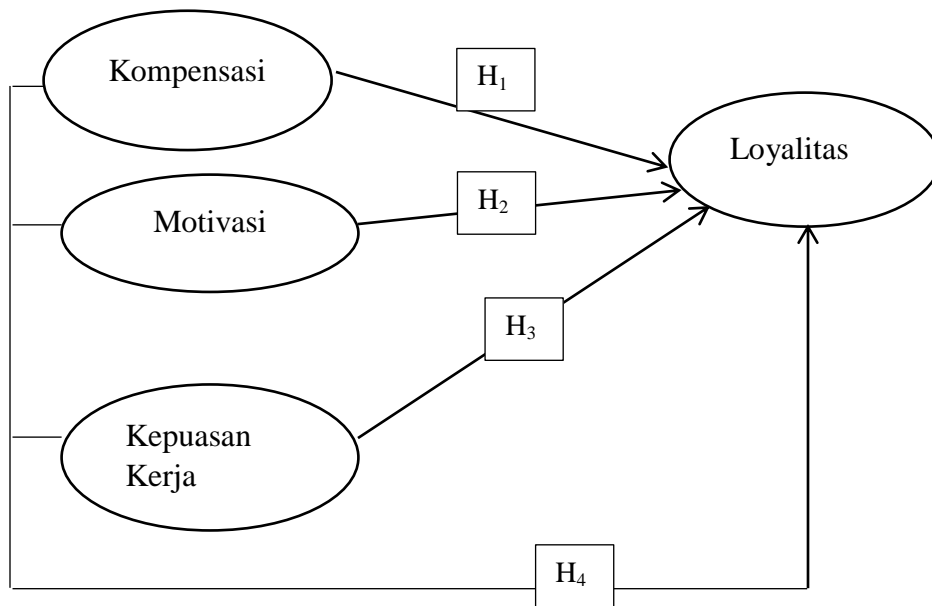 Kompensasi
H₁
Loyalitas
Motivasi
H₂
H₃
Kepuasan
Kerja
H₄